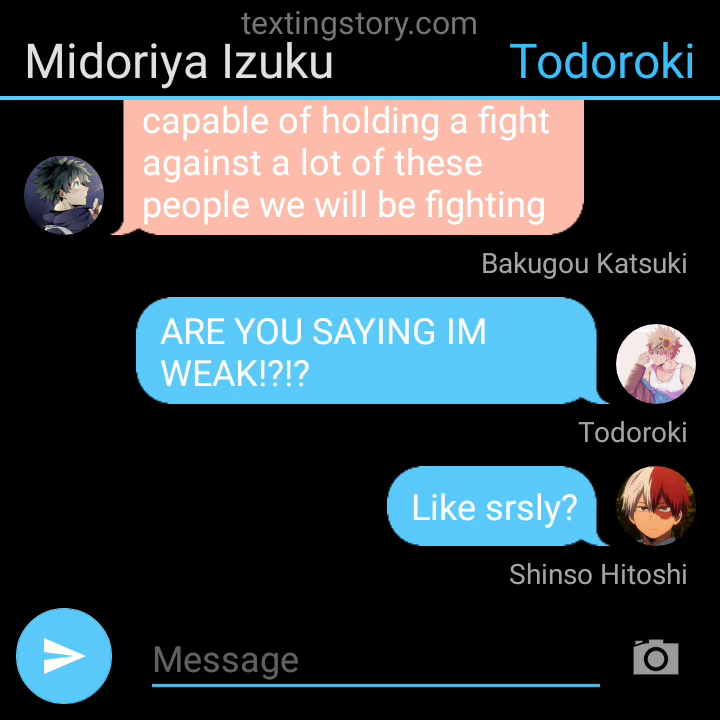 textingstory.com
Midoriya Izuku
Todoroki
capable of holding a fight
against a lot of these
people we will be fighting
Bakugou Katsuki
ARE YOU SAYING IM
WEAK!?!?
Todoroki
Like srsly?
Shinso Hitoshi
Message